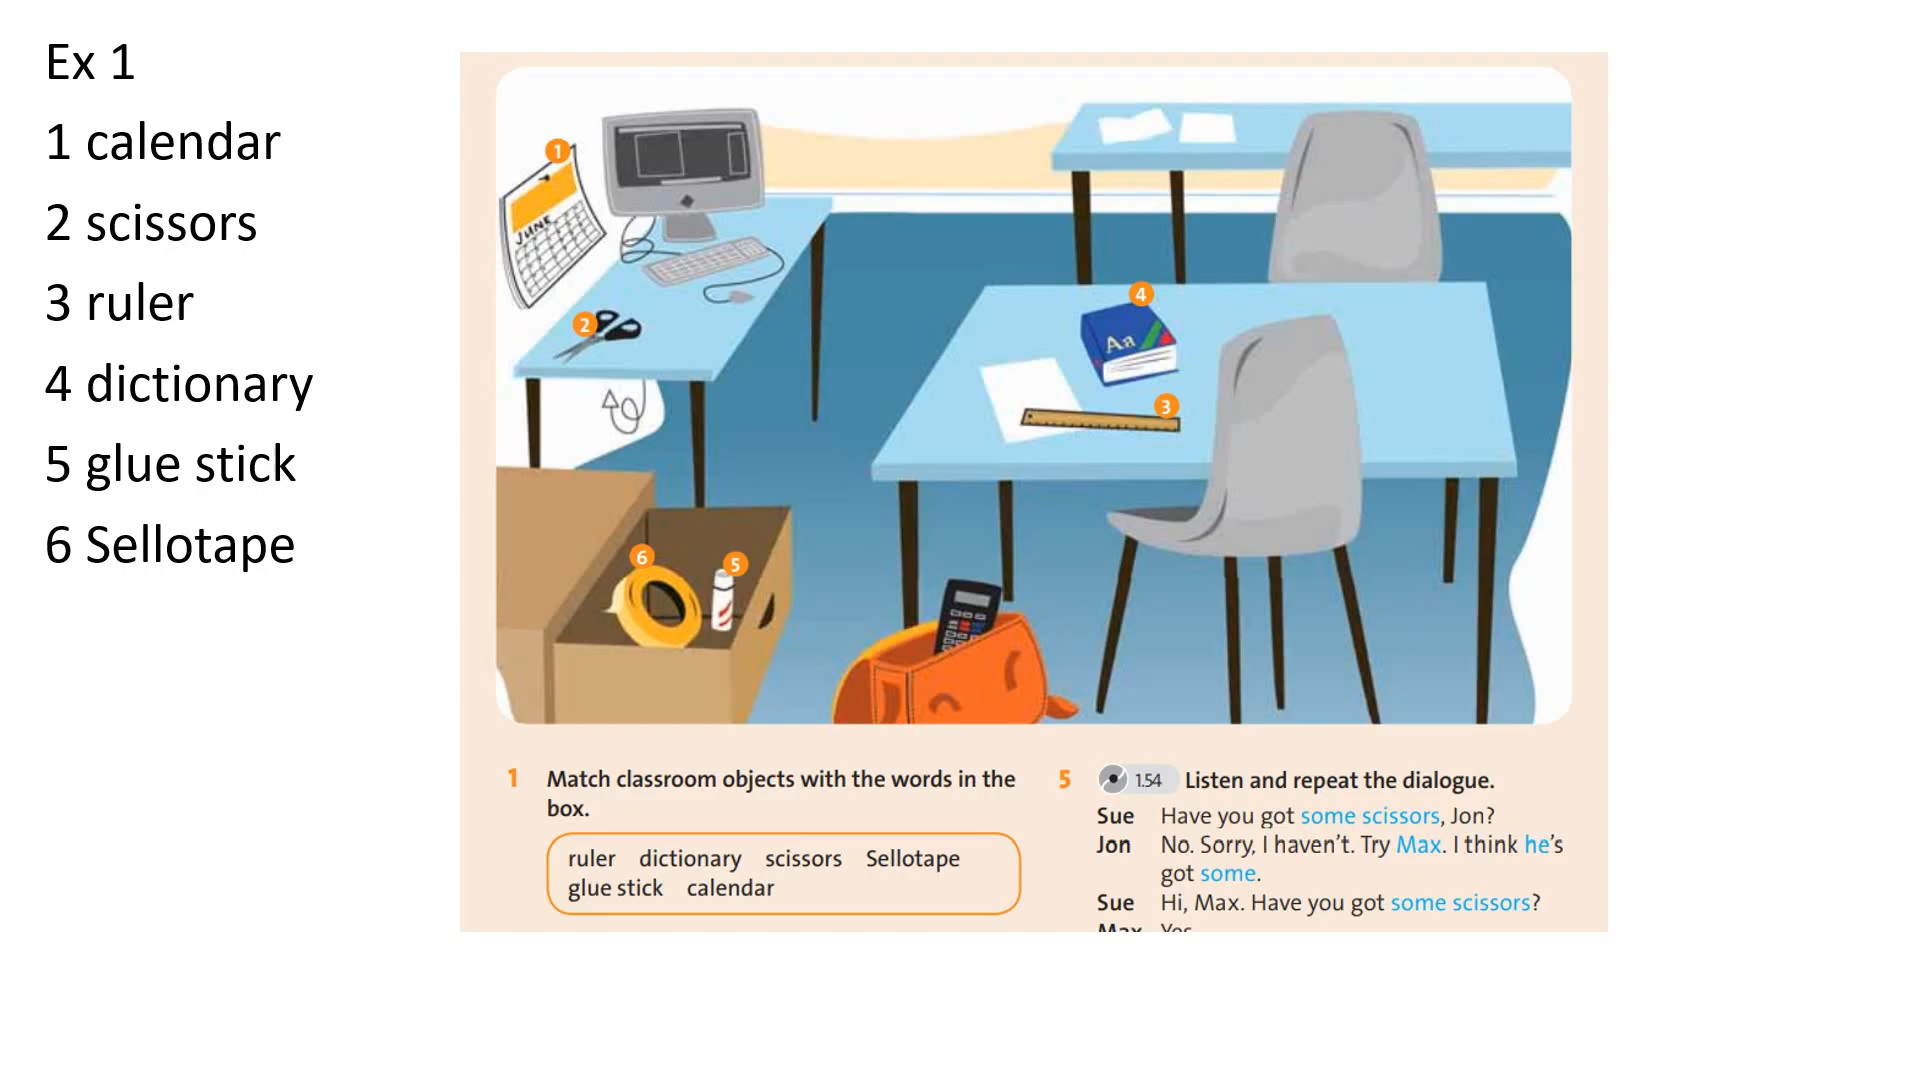 Ex 1
1 calendar
2 scissors
3 ruler
4 dictionary
5 glue stick
6 Sellotape
1
JUNE
2
4
Aa
3
6
5
1 Match classroom objects with the words in the
box.
ruler dictionary scissors Sellotape
glue stick calendar
5 1.54 Listen and repeat the dialogue.
Sue Have you got some scissors, Jon?
Jon No. Sorry, I haven't. Try Max. I think he's
got some.
Sue Hi, Max. Have you got some scissors?
Max Yes